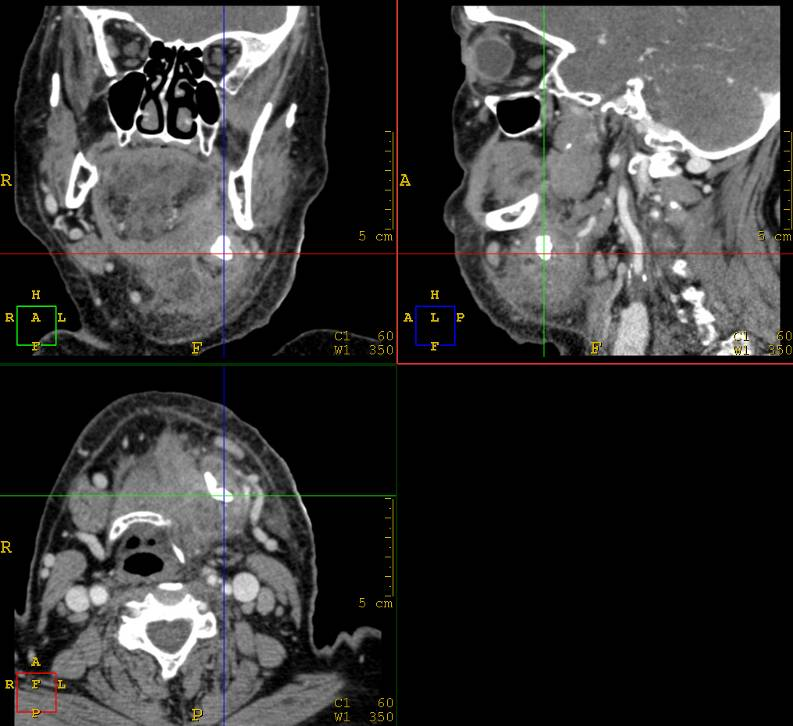 R
5 cm
H
R A L
F
F
C1 60
W1 350
A
5 cm
H
A L P
F
F
C1 60
W1 350
R
5 cm
A
R F L
P
P
C1 60
W1 350